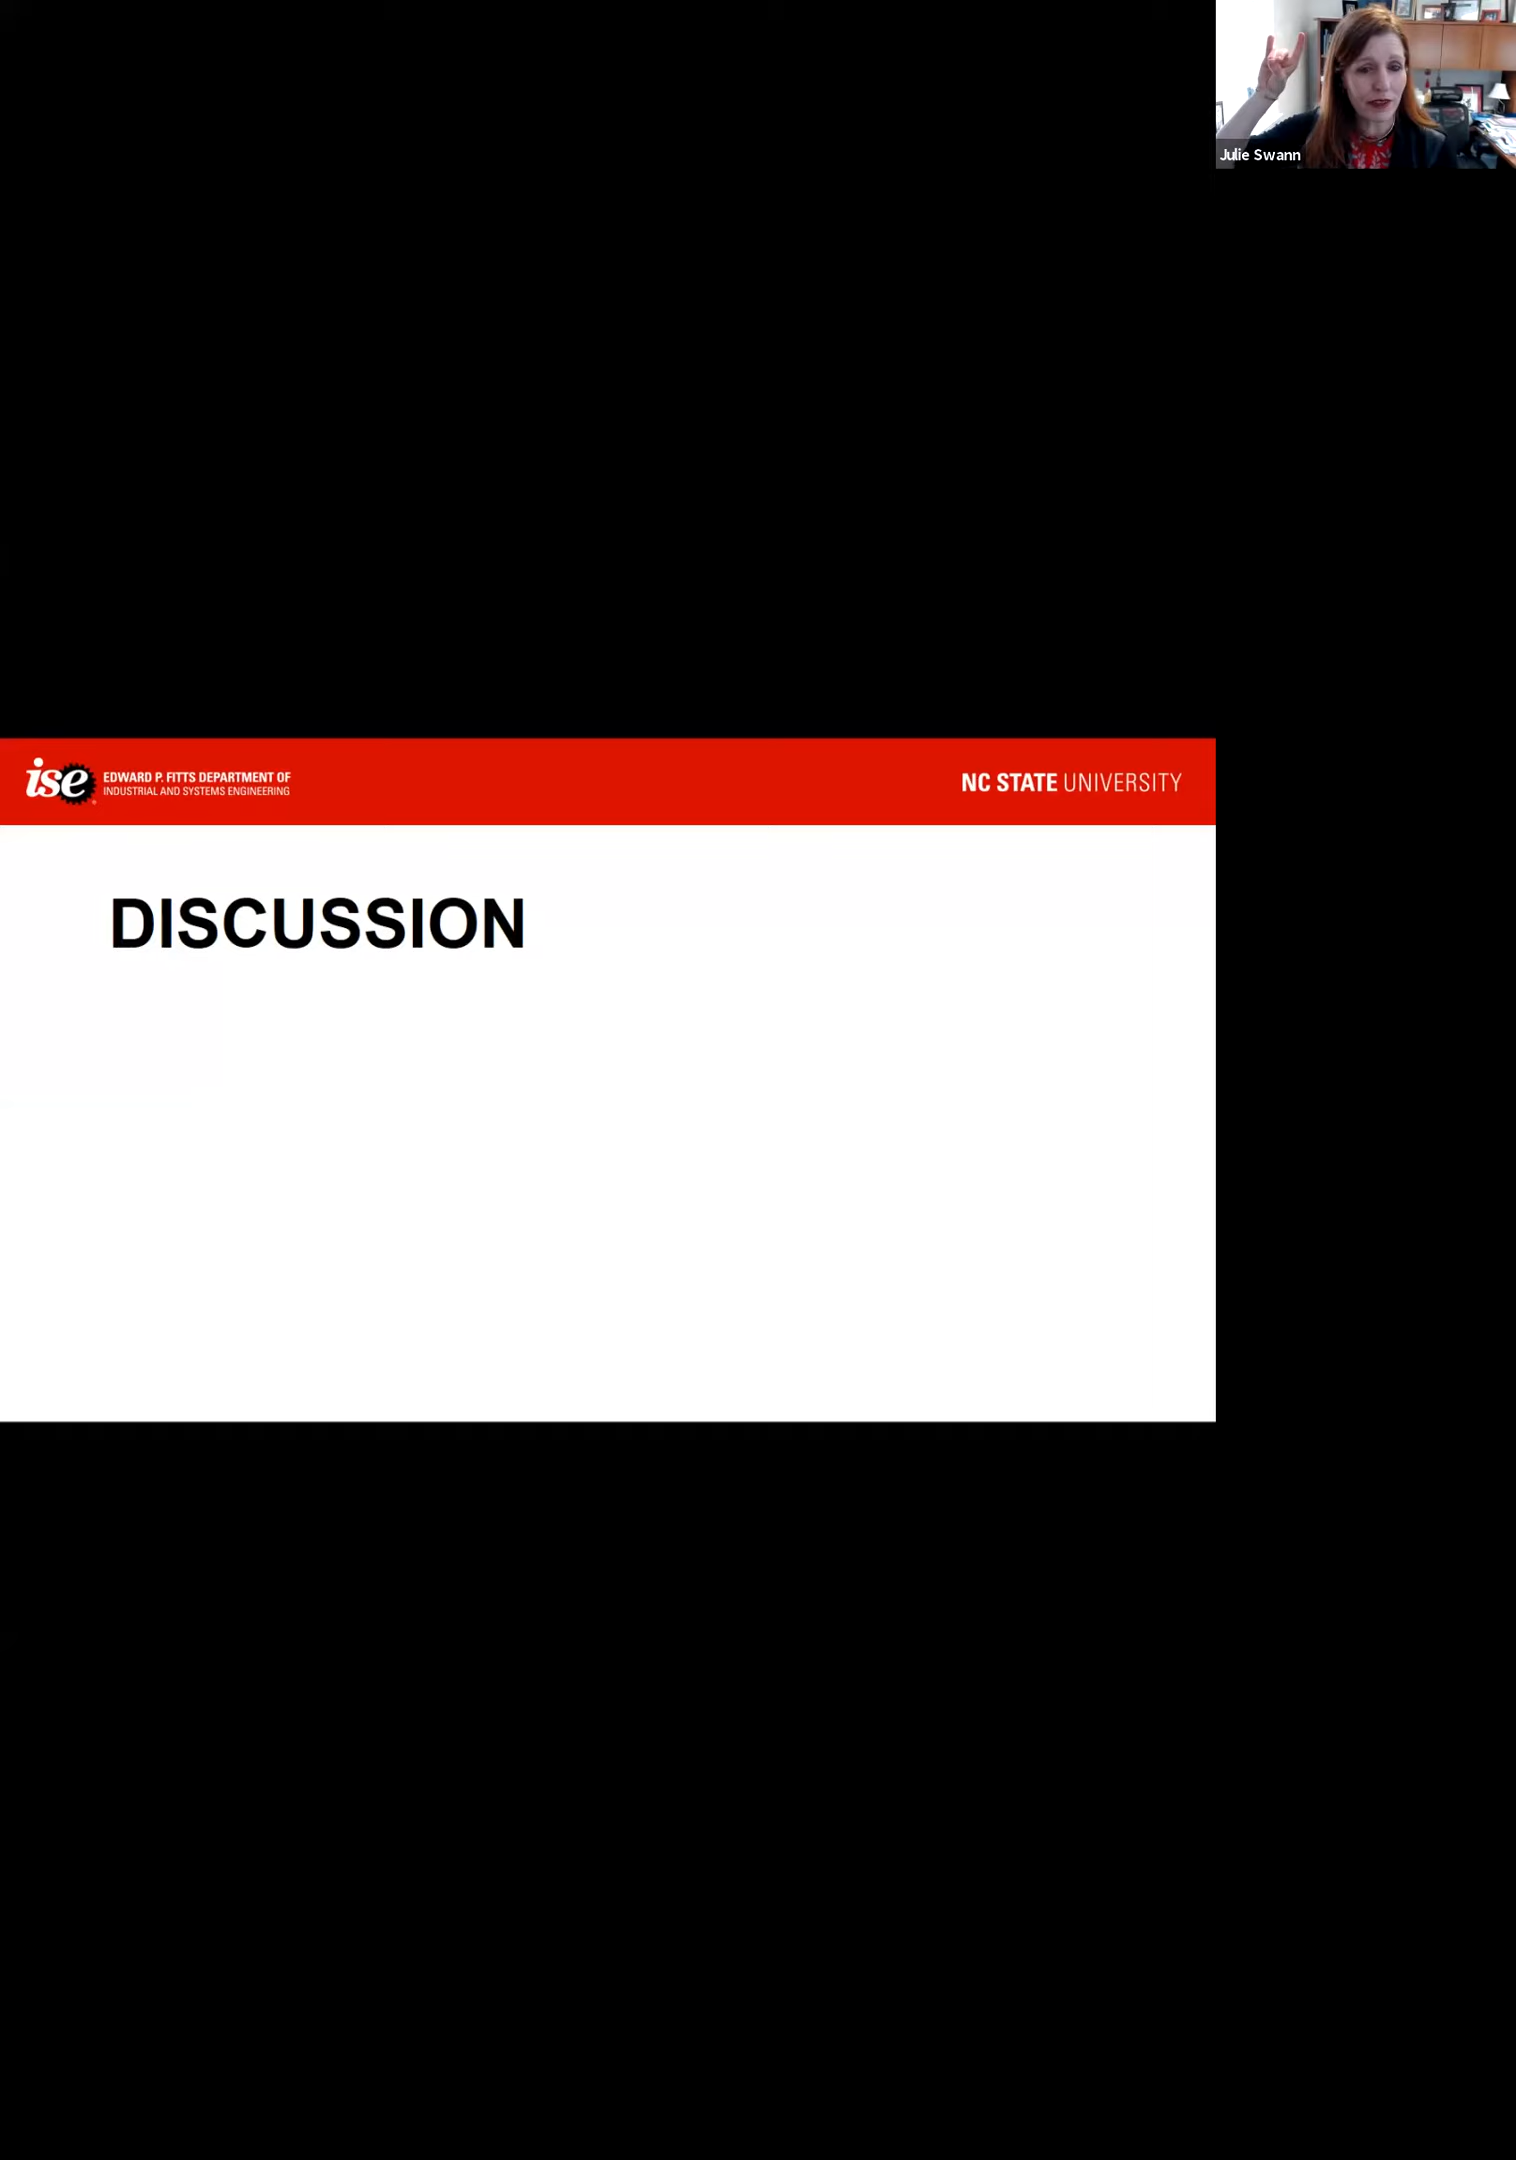 Julie Swann
ise
EDWARD P. FITTS DEPARTMENT OF
INDUSTRIAL AND SYSTEMS ENGINEERING
NC STATE UNIVERSITY
DISCUSSION